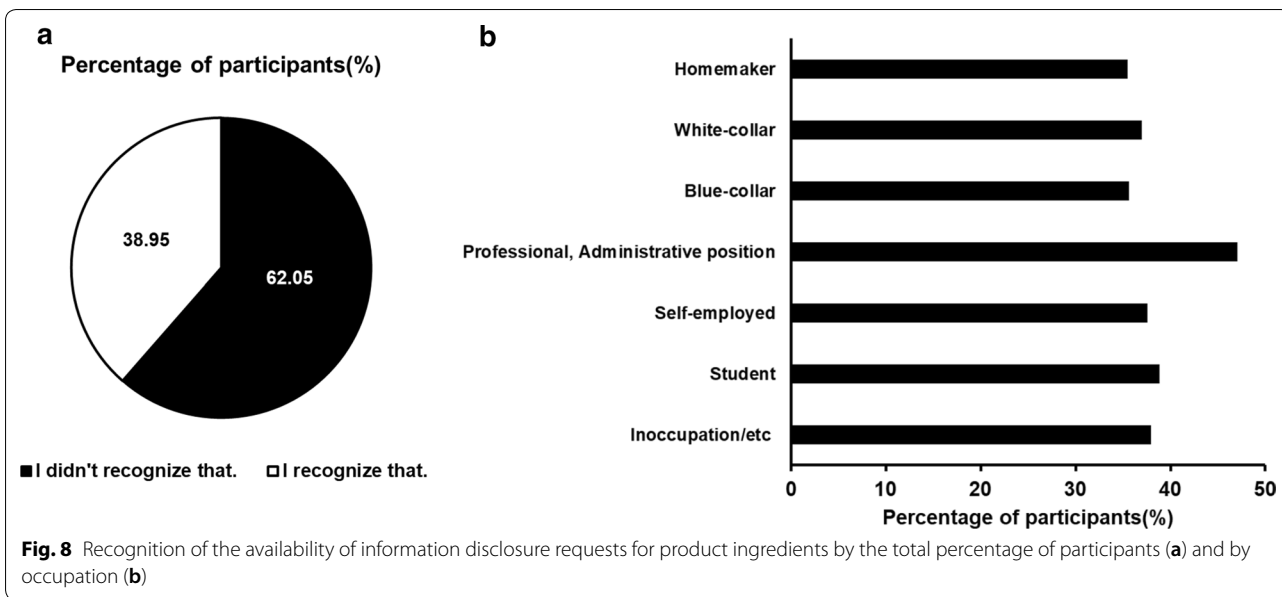 a
Percentage of participants(%)
38.95
62.05
I didn't recognize that.
I recognize that.
b
Homemaker
White-collar
Blue-collar
Professional, Administrative position
Self-employed
Student
Inoccupation/etc
0 10 20 30 40 50
Percentage of participants(%)
Fig. 8 Recognition of the availability of information disclosure requests for product ingredients by the total percentage of participants (a) and by
occupation (b)